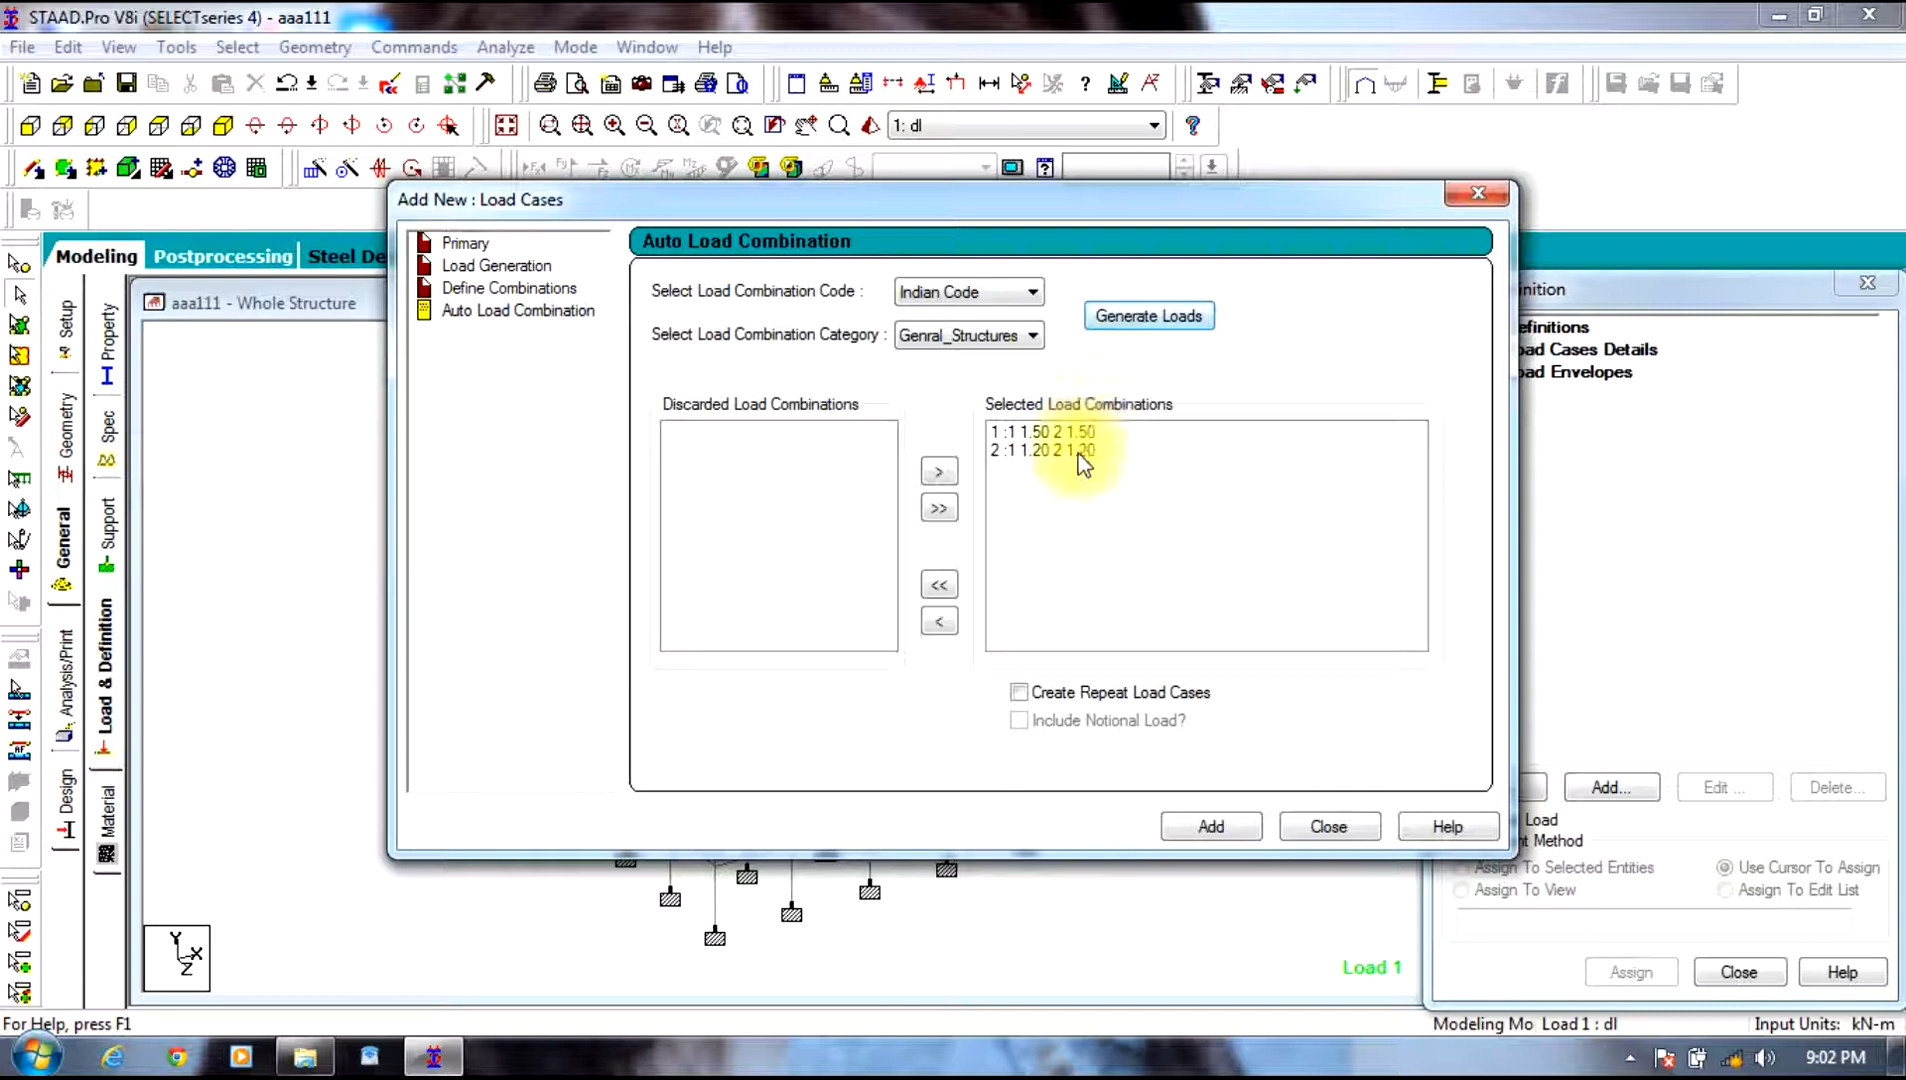 STAAD.Pro V8i (SELECTseries 4) - aaa111
File Edit View Tools Select Geometry Commands Analyze Mode Window Help
1: dl
Add New : Load Cases
Primary
Load Generation
Define Combinations
Auto Load Combination
Auto Load Combination
Select Load Combination Code :
Indian Code
Select Load Combination Category :
Genral_Structures
Generate Loads
Discarded Load Combinations
Selected Load Combinations
1 :1 1.50 2 1.50
2 :1 1.20 2 1.20
>
>>
<<
<
Create Repeat Load Cases
Include Notional Load?
Add Close Help
Modeling Postprocessing Steel De
aaa111 - Whole Structure
Setup
Geometry
General
Analysis/Print
Design
Property
Spec
Support
Load & Definition
Material
inition
efinitions
oad Cases Details
oad Envelopes
Add... Edit ... Delete...
Load
nt Method
Assign To Selected Entities
Use Cursor To Assign
Assign To View
Assign To Edit List
Assign Close Help
Y
X
Z
Load 1
For Help, press F1
Modeling Mo Load 1 : dl Input Units: kN-m
9:02 PM